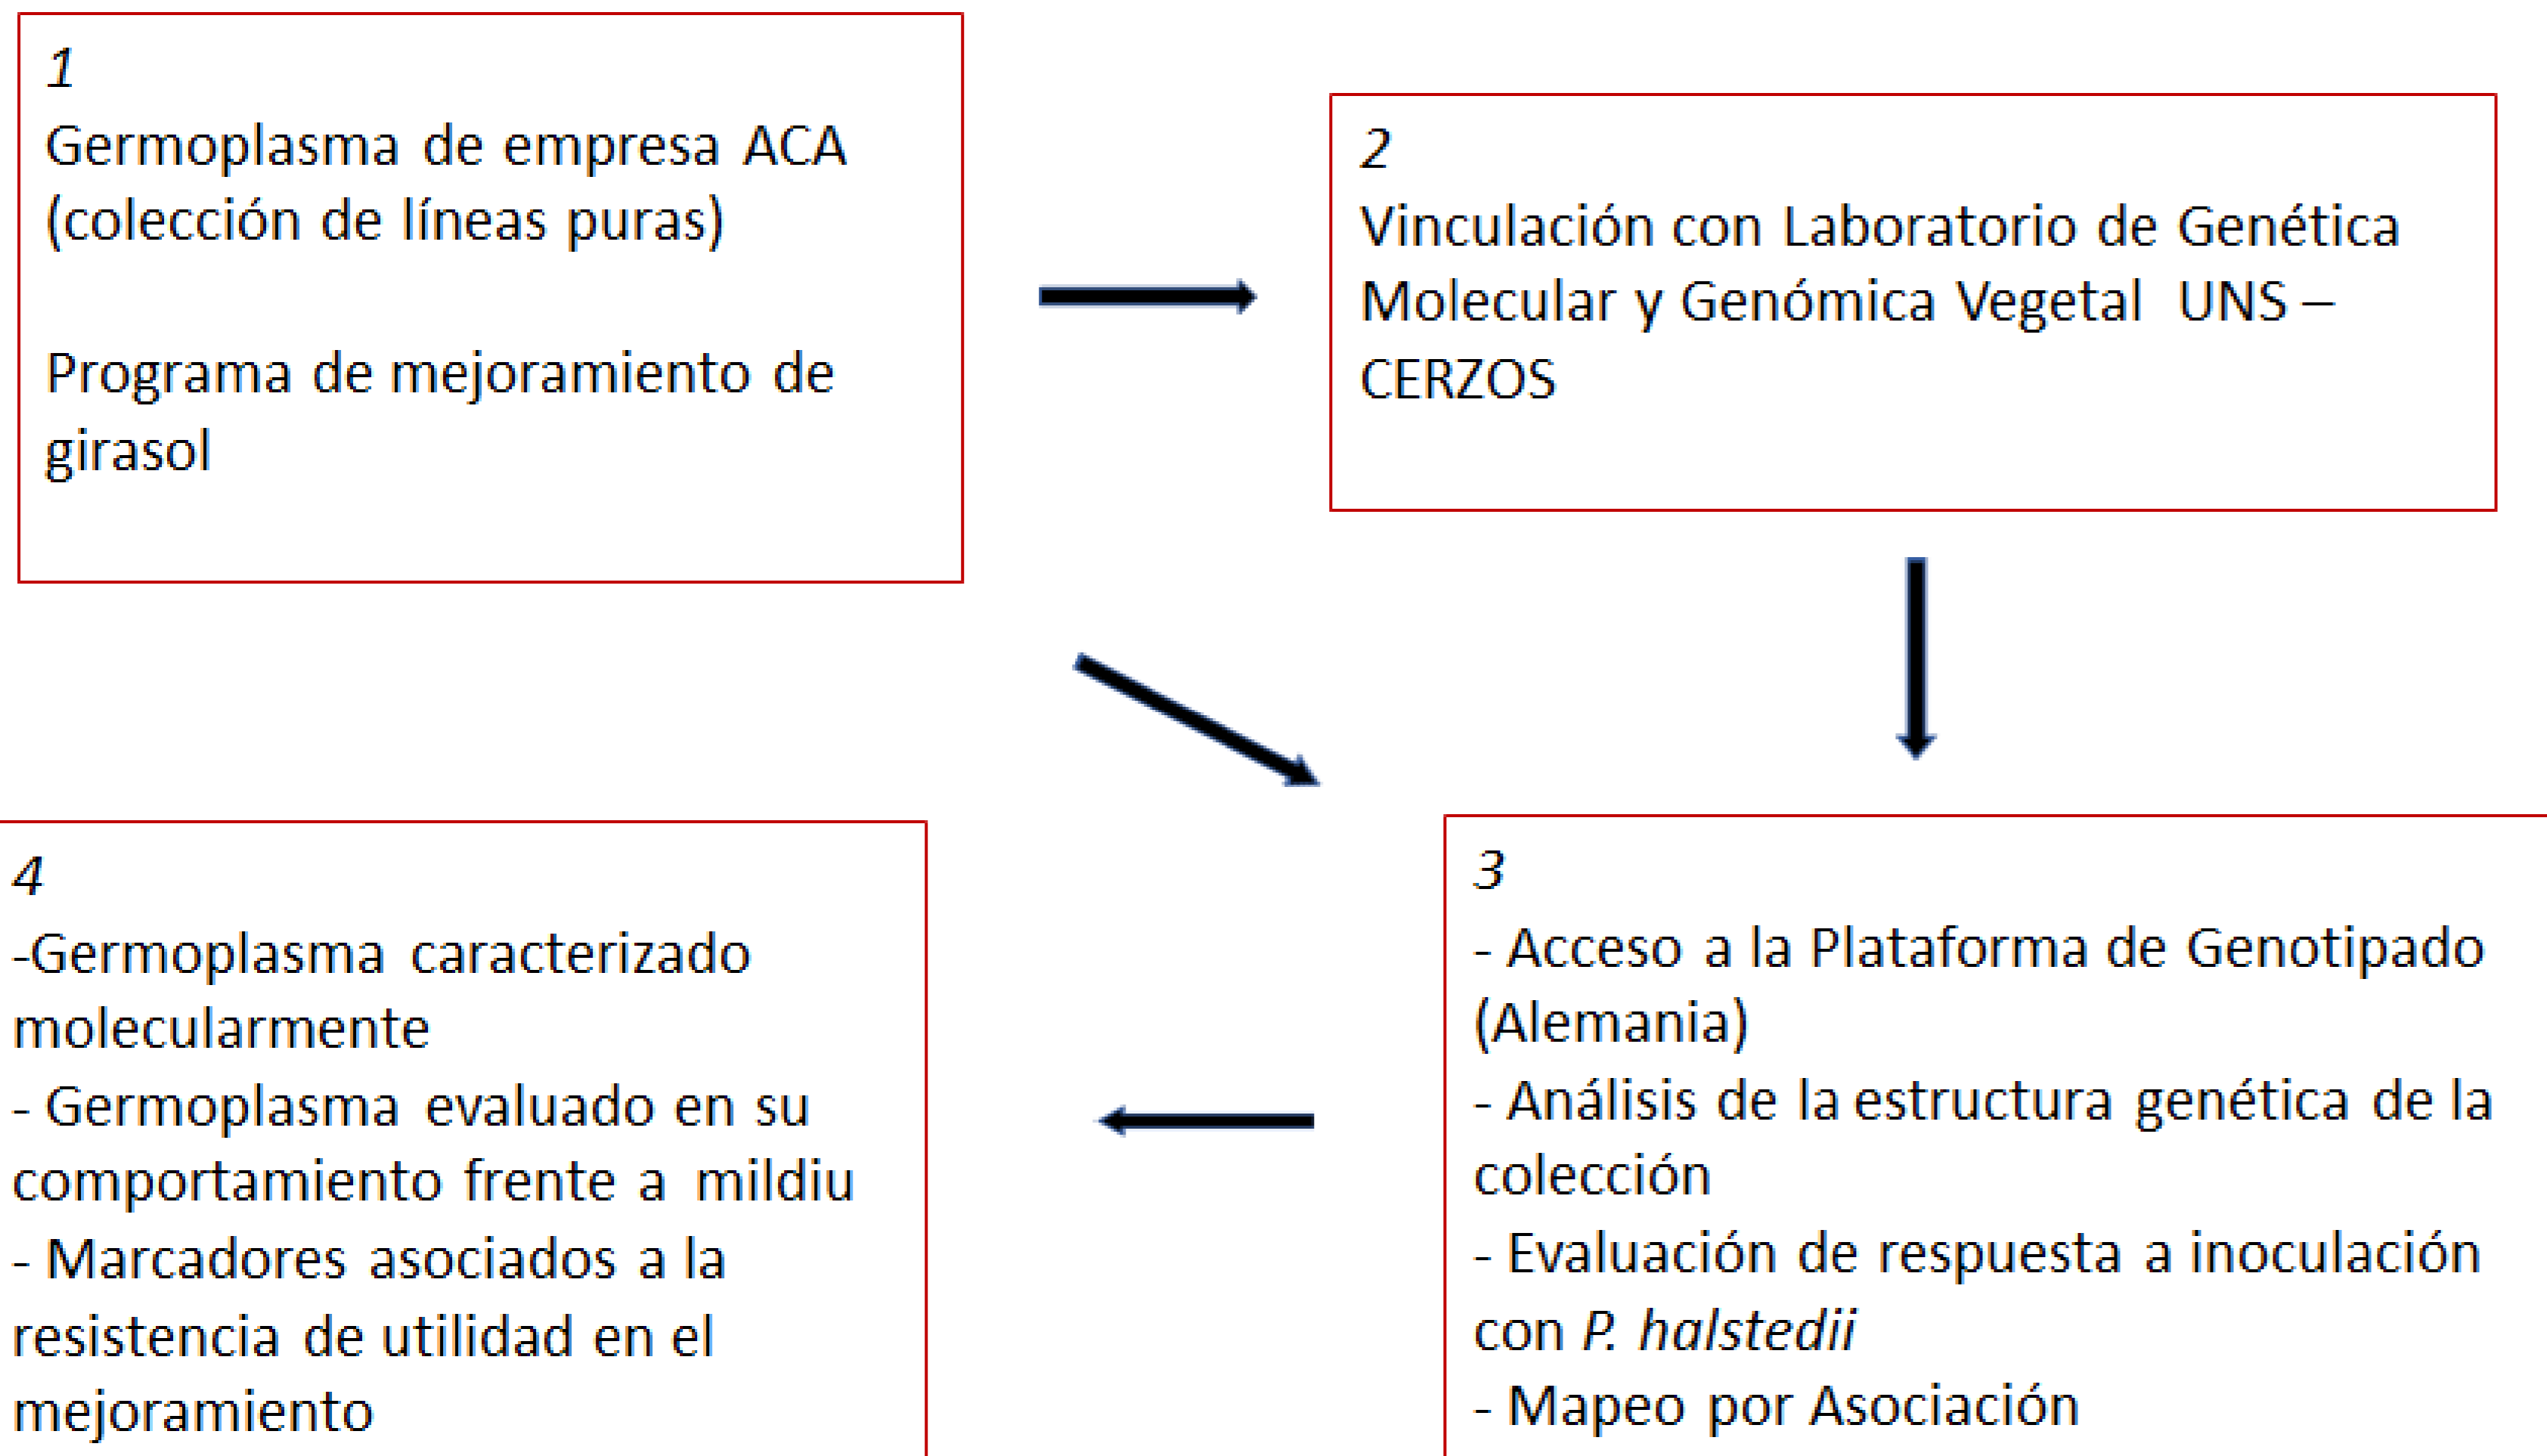 1
Germoplasma de empresa ACA
(colección de líneas puras)
Programa de mejoramiento de
girasol
2
Vinculación con Laboratorio de Genética
Molecular y Genómica Vegetal UNS –
CERZOS
3
- Acceso a la Plataforma de Genotipado
(Alemania)
- Análisis de la estructura genética de la
colección
- Evaluación de respuesta a inoculación
con P. halstedii
- Mapeo por Asociación
4
-Germoplasma caracterizado
molecularmente
- Germoplasma evaluado en su
comportamiento frente a mildiu
- Marcadores asociados a la
resistencia de utilidad en el
mejoramiento